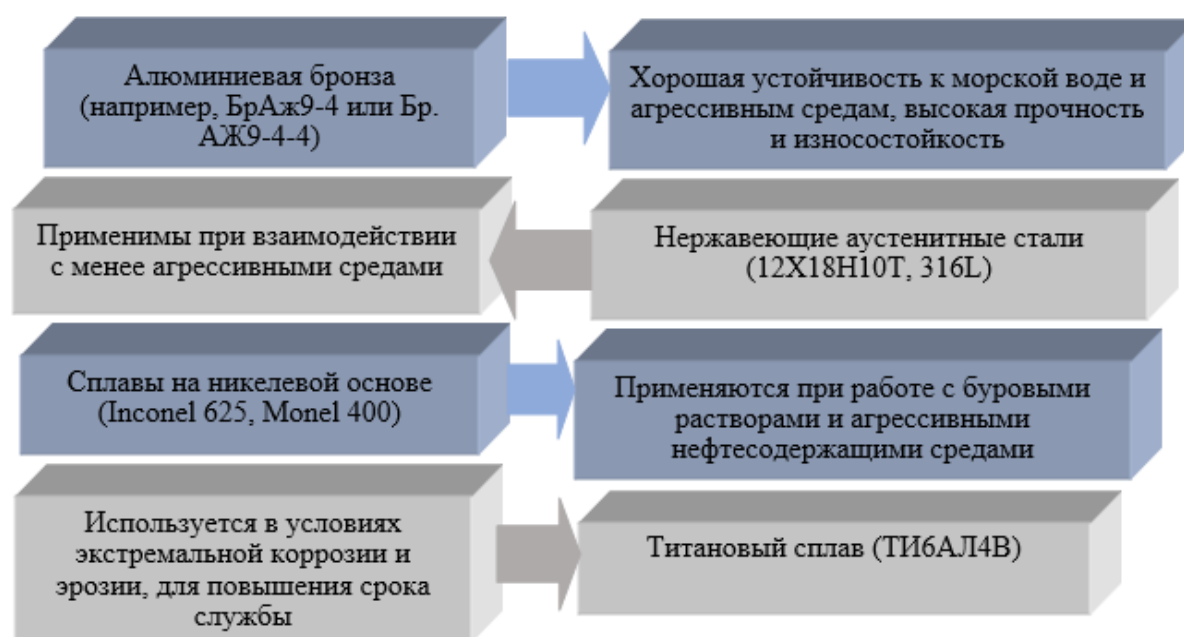 Алюминиевая бронза
(например, БрАж9-4 или Бр.
АЖ9-4-4)
Хорошая устойчивость к морской воде и
агрессивным средам, высокая прочность
и износостойкость
Применимы при взаимодействии
с менее агрессивными средами
Нержавеющие аустенитные стали
(12Х18Н10Т, 316L)
Сплавы на никелевой основе
(Inconel 625, Monel 400)
Применяются при работе с буровыми
растворами и агрессивными
нефтесодержащими средами
Используется в условиях
экстремальной коррозии и
эрозии, для повышения срока
службы
Титановый сплав (ТИ6АЛ4В)